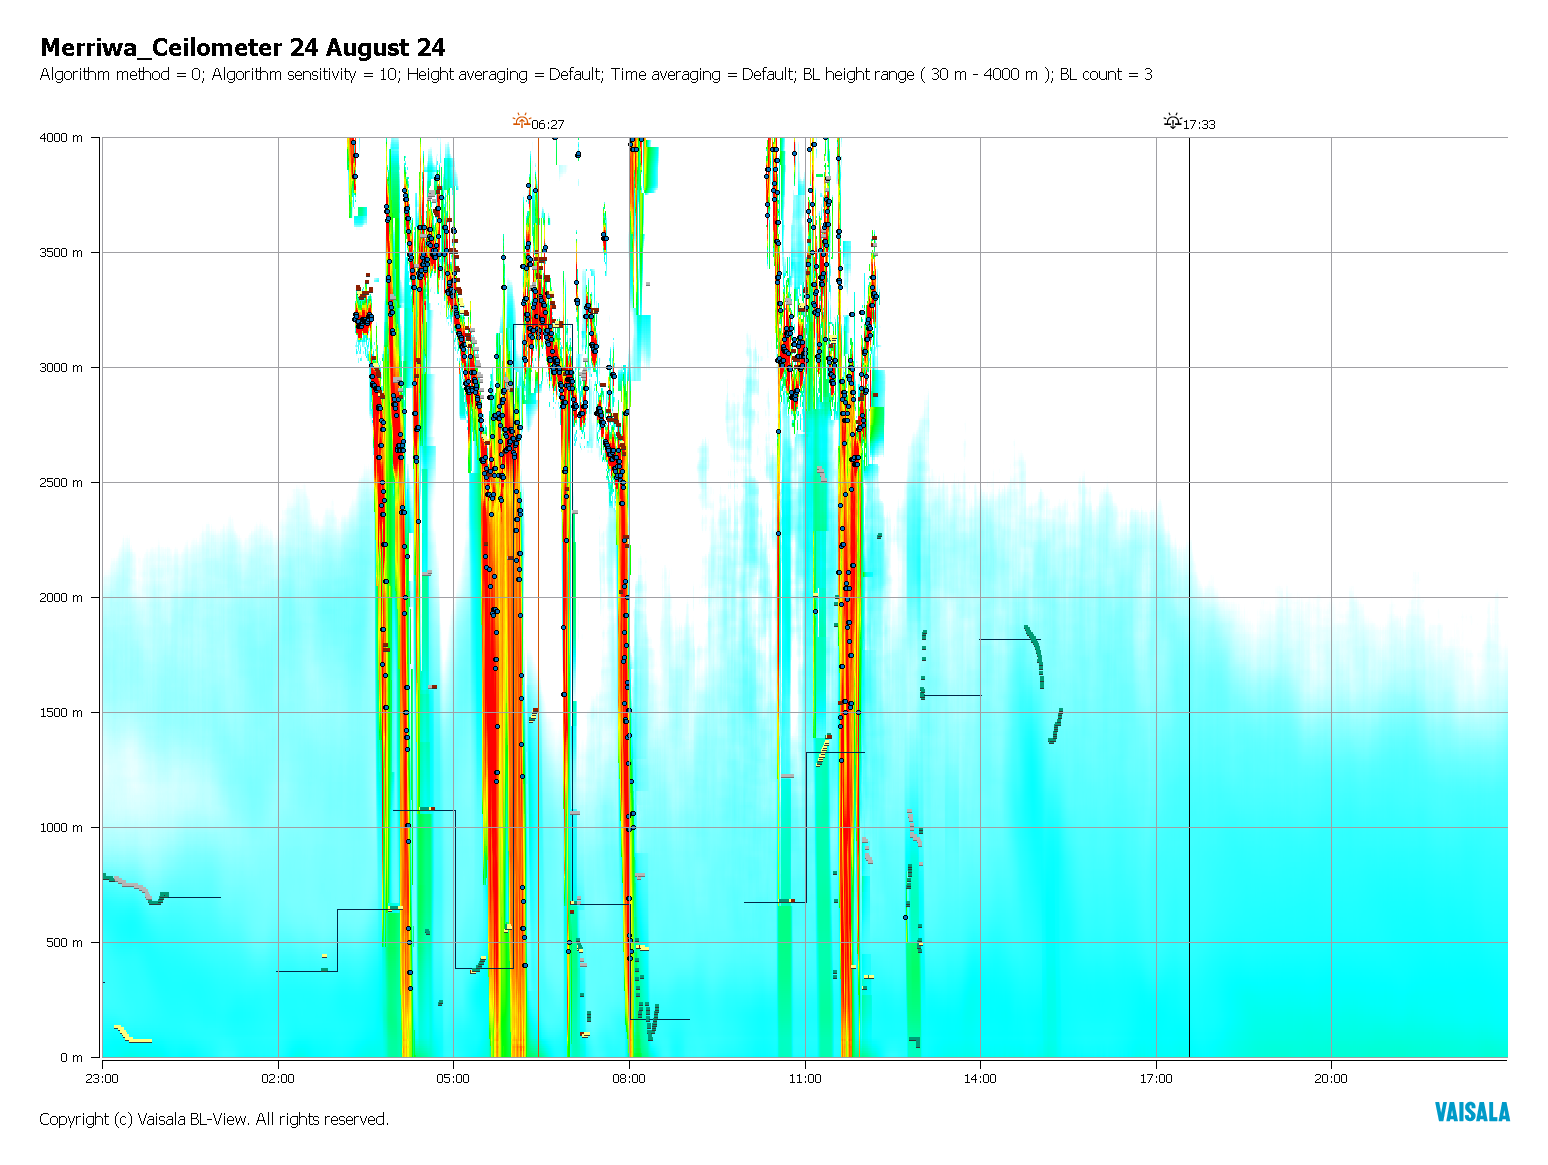 Merriwa_Ceilometer 24 August 24
Algorithm method = 0; Algorithm sensitivity = 10; Height averaging = Default; Time averaging = Default; BL height range ( 30 m - 4000 m ); BL count = 3
06:27
17:33
4000 m
3500 m
3000 m
2500 m
2000 m
1500 m
1000 m
500 m
0 m
23:00
02:00
05:00
08:00
11:00
14:00
17:00
20:00
Copyright (c) Vaisala BL-View. All rights reserved.
VAISALA